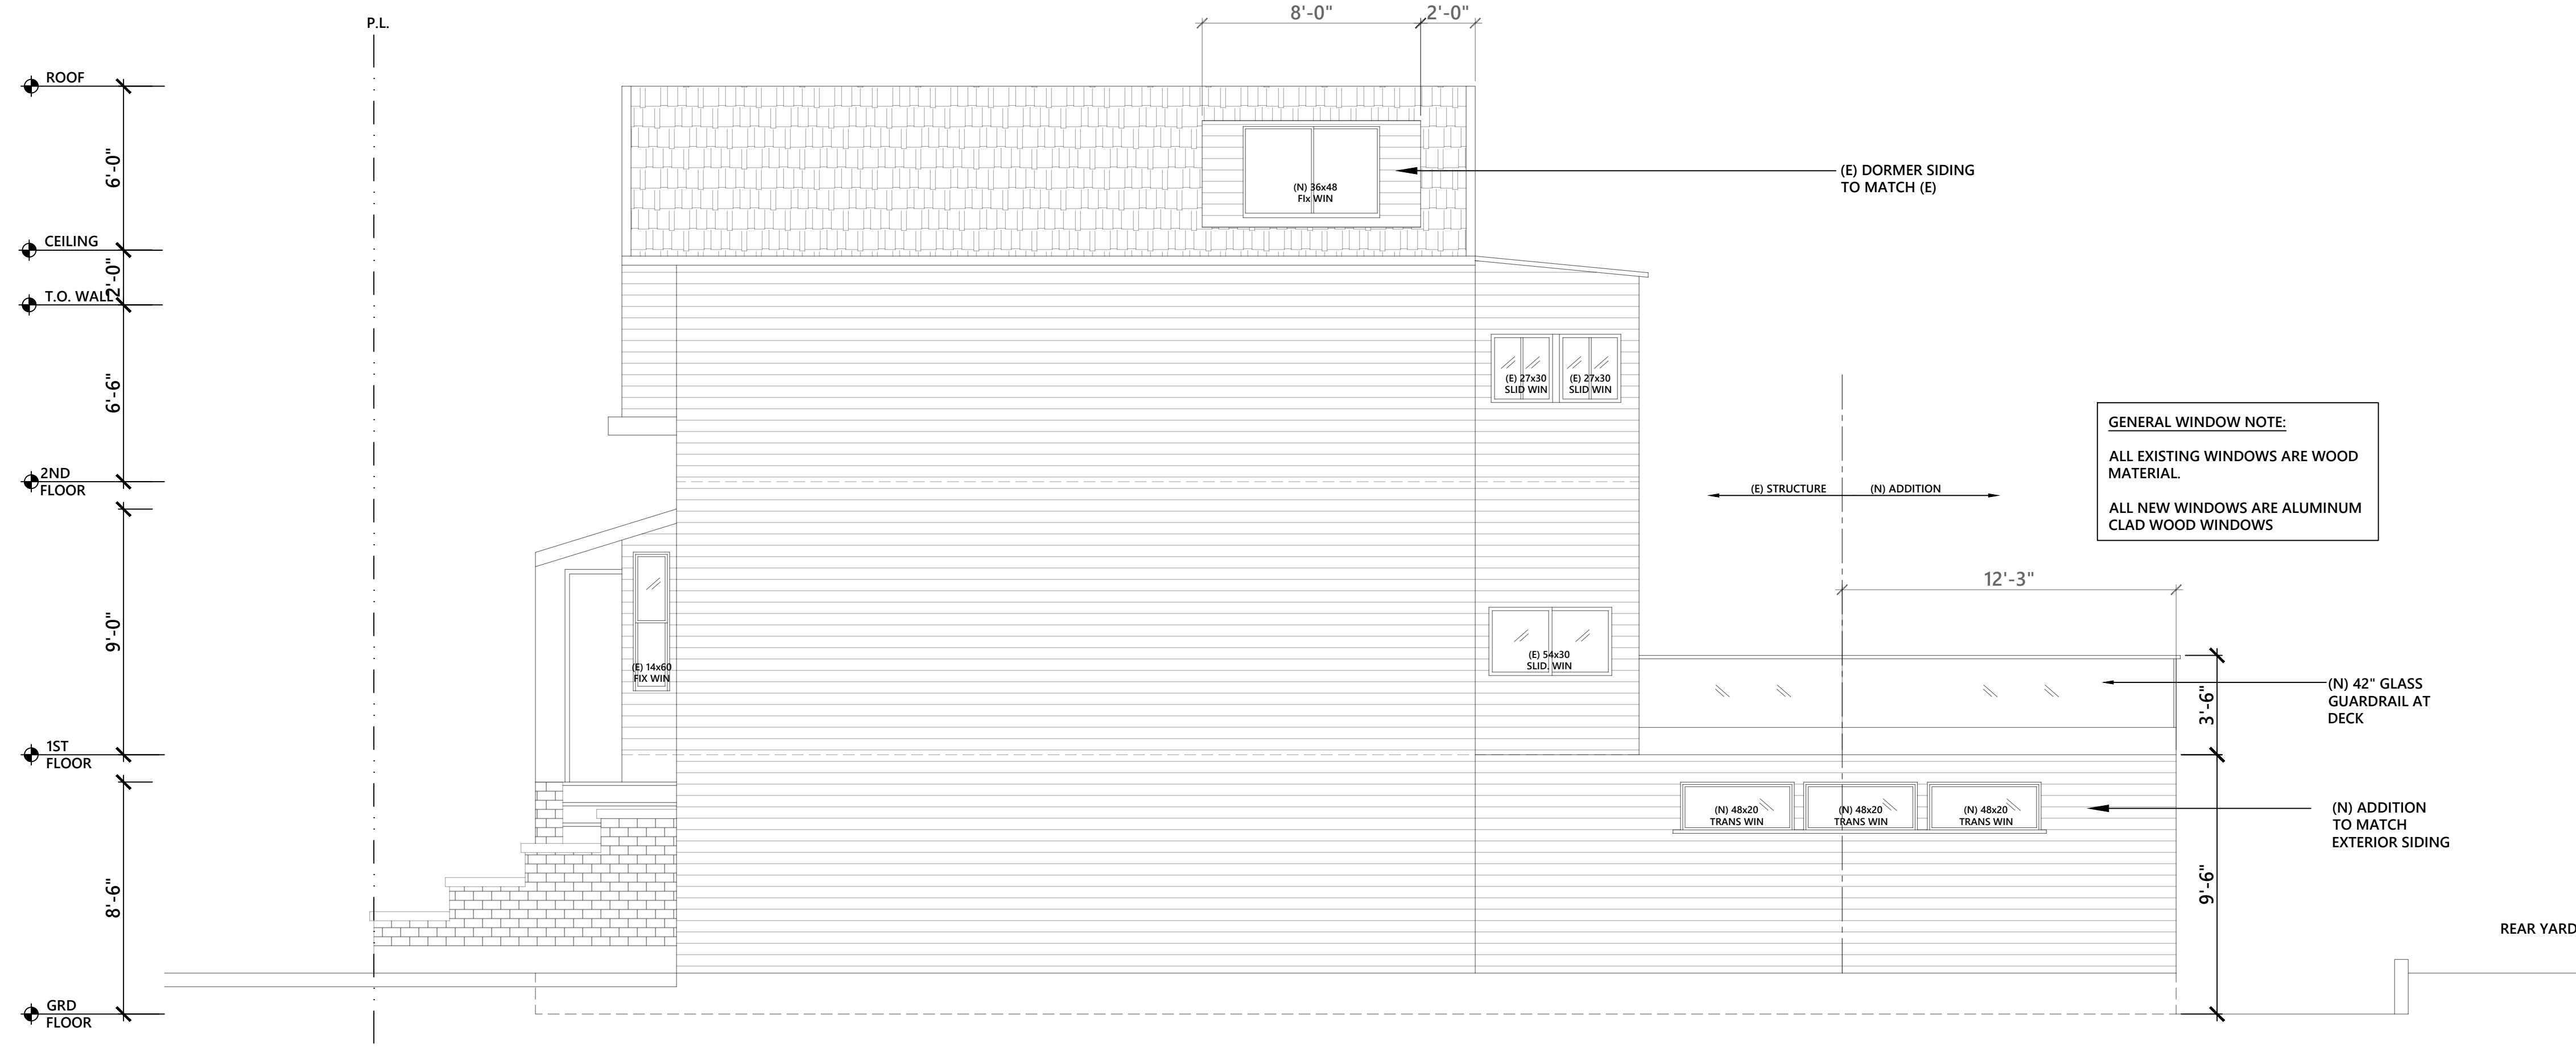 P.L.
8'-0"
2'-0"
ROOF
6'-0"
CEILING
2'-0"
T.O. WALL
6'-6"
2ND
FLOOR
9'-0"
1ST
FLOOR
8'-6"
GRD
FLOOR
(N) 36x48
FIx WIN
(E) DORMER SIDING
TO MATCH (E)
(E) 27x30
SLID WIN
(E) 27x30
SLID WIN
(E) STRUCTURE
(N) ADDITION
GENERAL WINDOW NOTE:
ALL EXISTING WINDOWS ARE WOOD
MATERIAL.
ALL NEW WINDOWS ARE ALUMINUM
CLAD WOOD WINDOWS
12'-3"
(E) 14x60
FIX WIN
(E) 54x30
SLID. WIN
3'-6"
(N) 42" GLASS
GUARDRAIL AT
DECK
(N) 48x20
TRANS WIN
(N) 48x20
TRANS WIN
(N) 48x20
TRANS WIN
(N) ADDITION
TO MATCH
EXTERIOR SIDING
9'-6"
REAR YARD